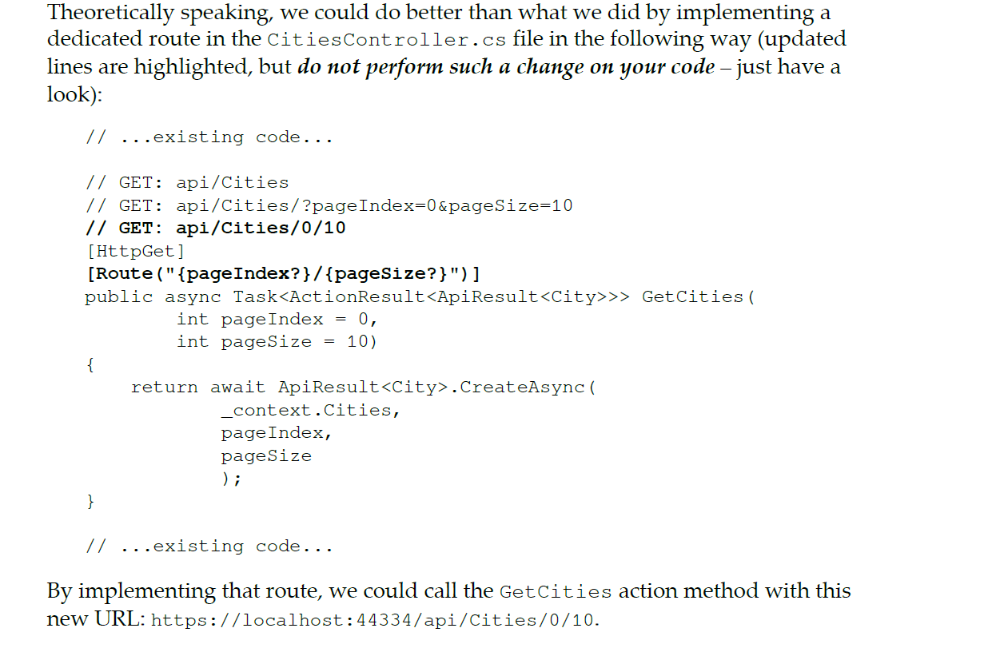 Theoretically speaking, we could do better than what we did by implementing a
dedicated route in the CitiesController.cs file in the following way (updated
lines are highlighted, but do not perform such a change on your code – just have a
look):
// ...existing code...
// GET: api/Cities
// GET: api/Cities/?pageIndex=0&pageSize=10
// GET: api/Cities/0/10
[HttpGet]
[Route("{pageIndex?}/{pageSize?}")]
public async Task<ActionResult<ApiResult<City>>> GetCities(
        int pageIndex = 0,
        int pageSize = 10)
{
    return await ApiResult<City>.CreateAsync(
            _context.Cities,
            pageIndex,
            pageSize
            );
}
// ...existing code...
By implementing that route, we could call the GetCities action method with this
new URL: https://localhost:44334/api/Cities/0/10.